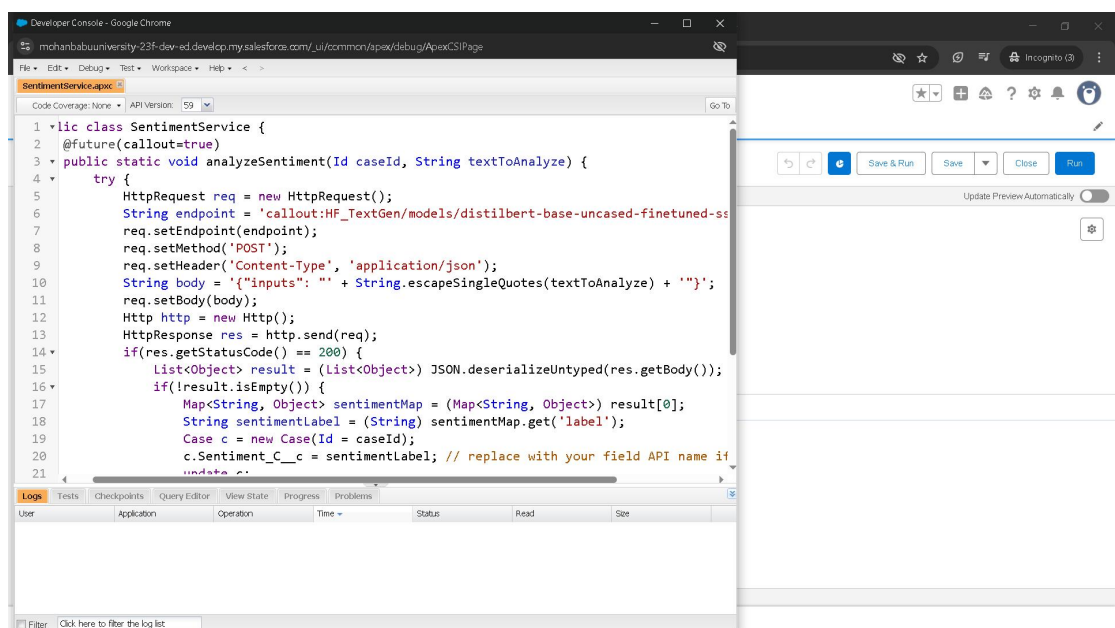 Developer Console - Google Chrome
mohanbabuuniversity-23f-dev-ed.develop.my.salesforce.com/_ui/common/apex/debug/ApexCSIPage
Incognito (3)
File Edit Debug Test Workspace Help < >
SentimentService.apxc
Code Coverage: None API Version: 59 Go To
1 lic class SentimentService {
2 @future(callout=true)
3 public static void analyzeSentiment(Id caseId, String textToAnalyze) {
4 try {
5 HttpRequest req = new HttpRequest();
6 String endpoint = 'callout:HF_TextGen/models/distilbert-base-uncased-finetuned-ss
7 req.setEndpoint(endpoint);
8 req.setMethod('POST');
9 req.setHeader('Content-Type', 'application/json');
10 String body = '{"inputs": "' + String.escapeSingleQuotes(textToAnalyze) + '"}';
11 req.setBody(body);
12 Http http = new Http();
13 HttpResponse res = http.send(req);
14 if(res.getStatusCode() == 200) {
15 List<Object> result = (List<Object>) JSON.deserializeUntyped(res.getBody());
16 if(!result.isEmpty()) {
17 Map<String, Object> sentimentMap = (Map<String, Object>) result[0];
18 String sentimentLabel = (String) sentimentMap.get('label');
19 Case c = new Case(Id = caseId);
20 c.Sentiment_C__c = sentimentLabel; // replace with your field API name if
21 update c;
Save & Run Save Close Run
Update Preview Automatically
Logs Tests Checkpoints Query Editor View State Progress Problems
User Application Operation Time Status Read Size
Filter Click here to filter the log list